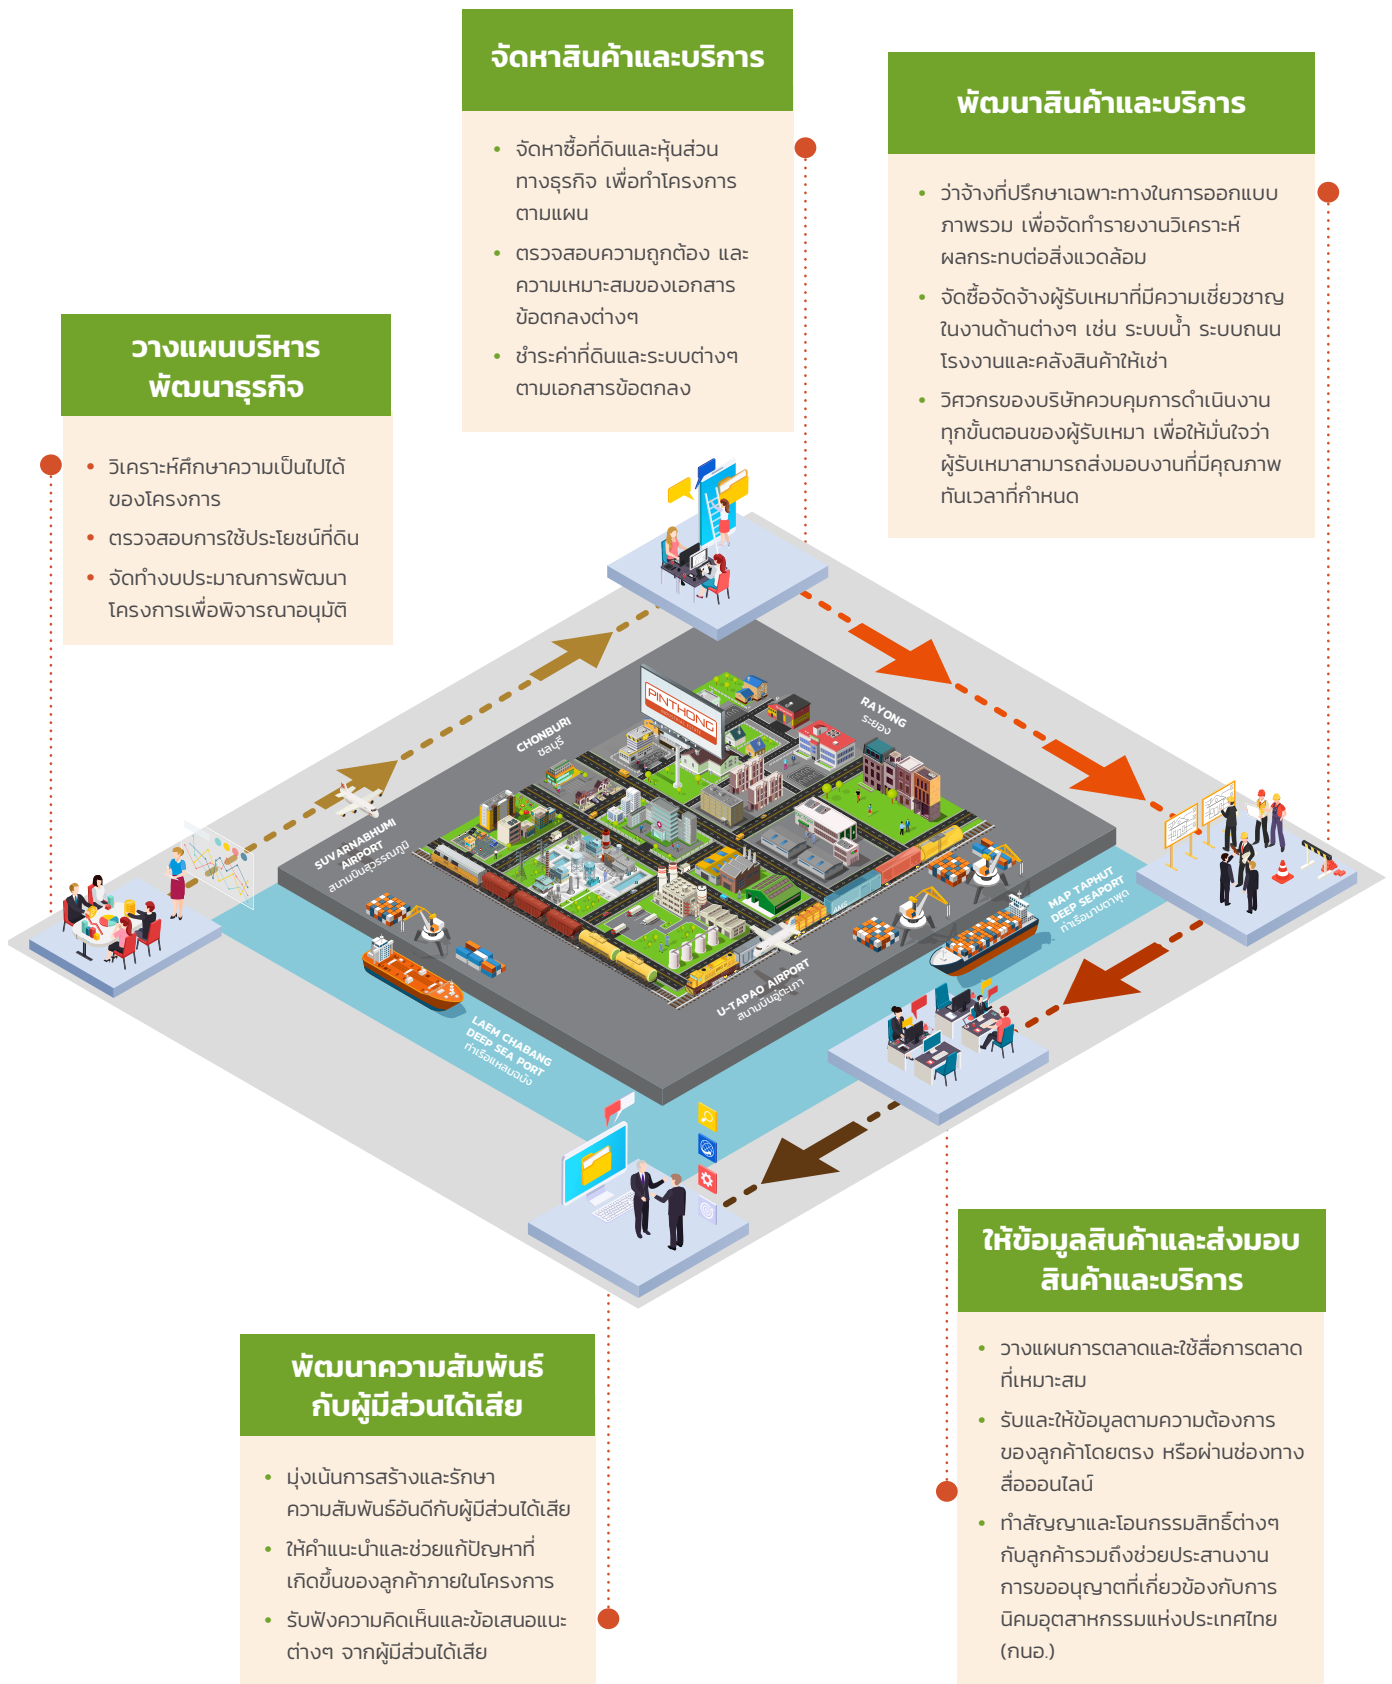 จัดหาสินค้าและบริการ
จัดหาซื้อที่ดินและหุ้นส่วน
ทางธุรกิจ เพื่อทำโครงการ
ตามแผน
ตรวจสอบความถูกต้อง และ
ความเหมาะสมของเอกสาร
ข้อตกลงต่างๆ
ชำระค่าที่ดินและระบบต่างๆ
ตามเอกสารข้อตกลง
พัฒนาสินค้าและบริการ
ว่าจ้างที่ปรึกษาเฉพาะทางในการออกแบบ
ภาพรวม เพื่อจัดทำรายงานวิเคราะห์
ผลกระทบต่อสิ่งแวดล้อม
จัดซื้อจัดจ้างผู้รับเหมาที่มีความเชี่ยวชาญ
ในงานด้านต่างๆ เช่น ระบบน้ำ ระบบถนน
โรงงานและคลังสินค้าให้เช่า
วิศวกรของบริษัทควบคุมการดำเนินงาน
ทุกขั้นตอนของผู้รับเหมา เพื่อให้มั่นใจว่า
ผู้รับเหมาสามารถส่งมอบงานที่มีคุณภาพ
ทันเวลาที่กำหนด
วางแผนบริหาร
พัฒนาธุรกิจ
วิเคราะห์ศึกษาความเป็นไปได้
ของโครงการ
ตรวจสอบการใช้ประโยชน์ที่ดิน
จัดทำงบประมาณการพัฒนา
โครงการเพื่อพิจารณาอนุมัติ
PINTHONG
CHONBURI
ชลบุรี
RAYONG
ระยอง
SUVARNABHUMI
AIRPORT
สนามบินสุวรรณภูมิ
MAP TAPHUT
DEEP SEAPORT
ท่าเรือมาบตาพุด
U-TAPAO AIRPORT
สนามบินอู่ตะเภา
LAEM CHABANG
DEEP SEA PORT
ท่าเรือแหลมฉบัง
ให้ข้อมูลสินค้าและส่งมอบ
สินค้าและบริการ
วางแผนการตลาดและใช้สื่อการตลาด
ที่เหมาะสม
รับและให้ข้อมูลตามความต้องการ
ของลูกค้าโดยตรง หรือผ่านช่องทาง
สื่อออนไลน์
ทำสัญญาและโอนกรรมสิทธิ์ต่างๆ
กับลูกค้ารวมถึงช่วยประสานงาน
การขออนุญาตที่เกี่ยวข้องกับการ
นิคมอุตสาหกรรมแห่งประเทศไทย
(กนอ.)
พัฒนาความสัมพันธ์
กับผู้มีส่วนได้เสีย
มุ่งเน้นการสร้างและรักษา
ความสัมพันธ์อันดีกับผู้มีส่วนได้เสีย
ให้คำแนะนำและช่วยแก้ปัญหาที่
เกิดขึ้นของลูกค้าภายในโครงการ
รับฟังความคิดเห็นและข้อเสนอแนะ
ต่างๆ จากผู้มีส่วนได้เสีย